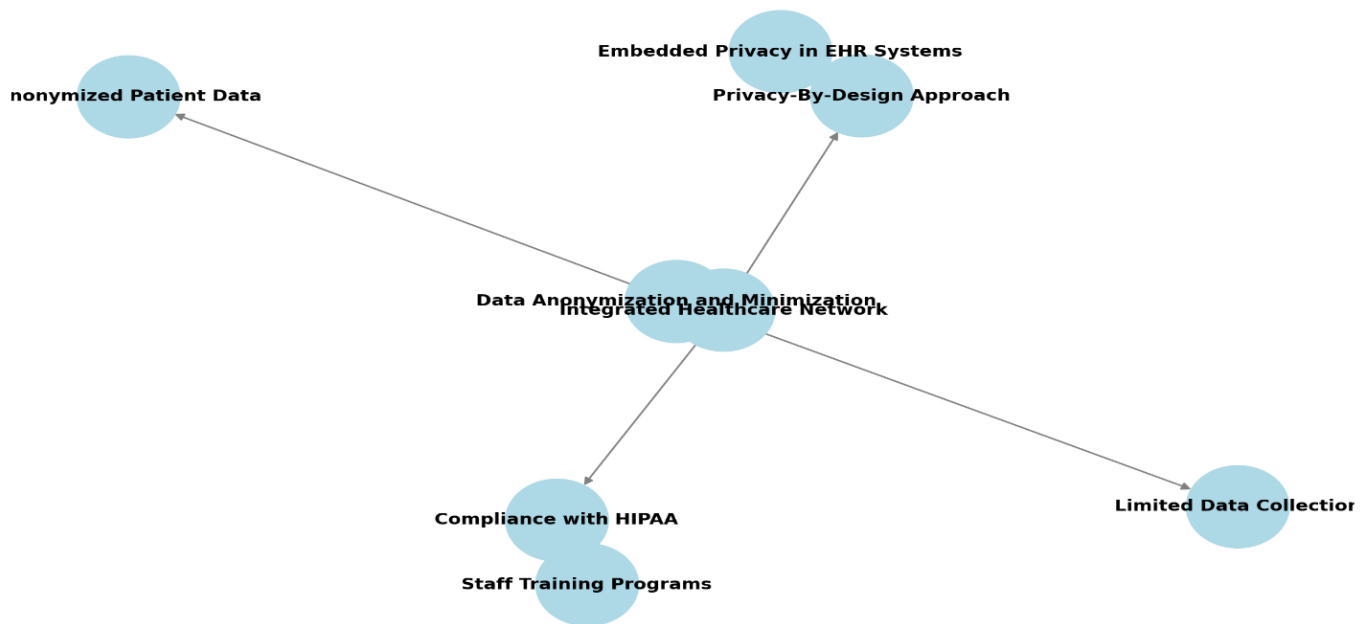 Embedded Privacy in EHR Systems
nonymized Patient Data
Privacy-By-Design Approach
Data Anonymization and Minimization
Integrated Healthcare Network
Limited Data Collection
Compliance with HIPAA
Staff Training Programs